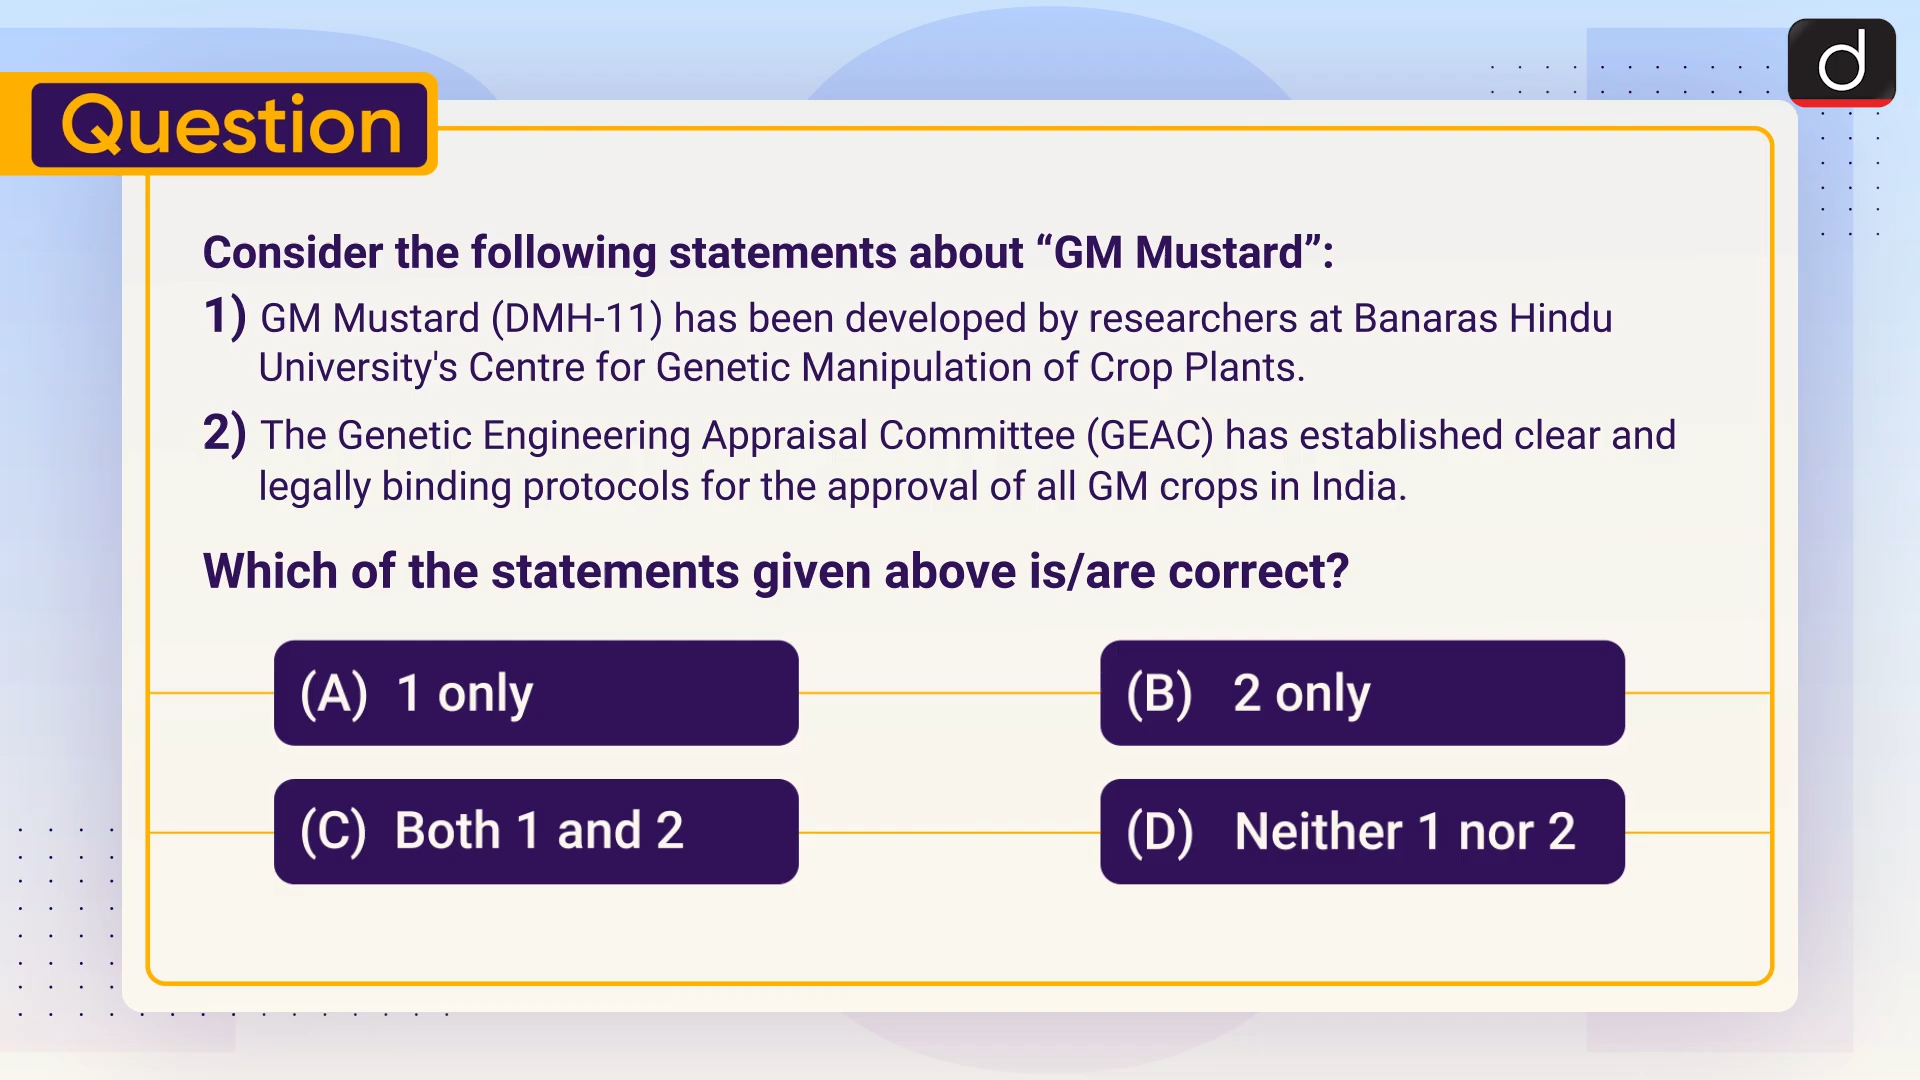 Question
Consider the following statements about “GM Mustard”:
1) GM Mustard (DMH-11) has been developed by researchers at Banaras Hindu
University's Centre for Genetic Manipulation of Crop Plants.
2) The Genetic Engineering Appraisal Committee (GEAC) has established clear and
legally binding protocols for the approval of all GM crops in India.
Which of the statements given above is/are correct?
(A) 1 only
(B) 2 only
(C) Both 1 and 2
(D) Neither 1 nor 2
d